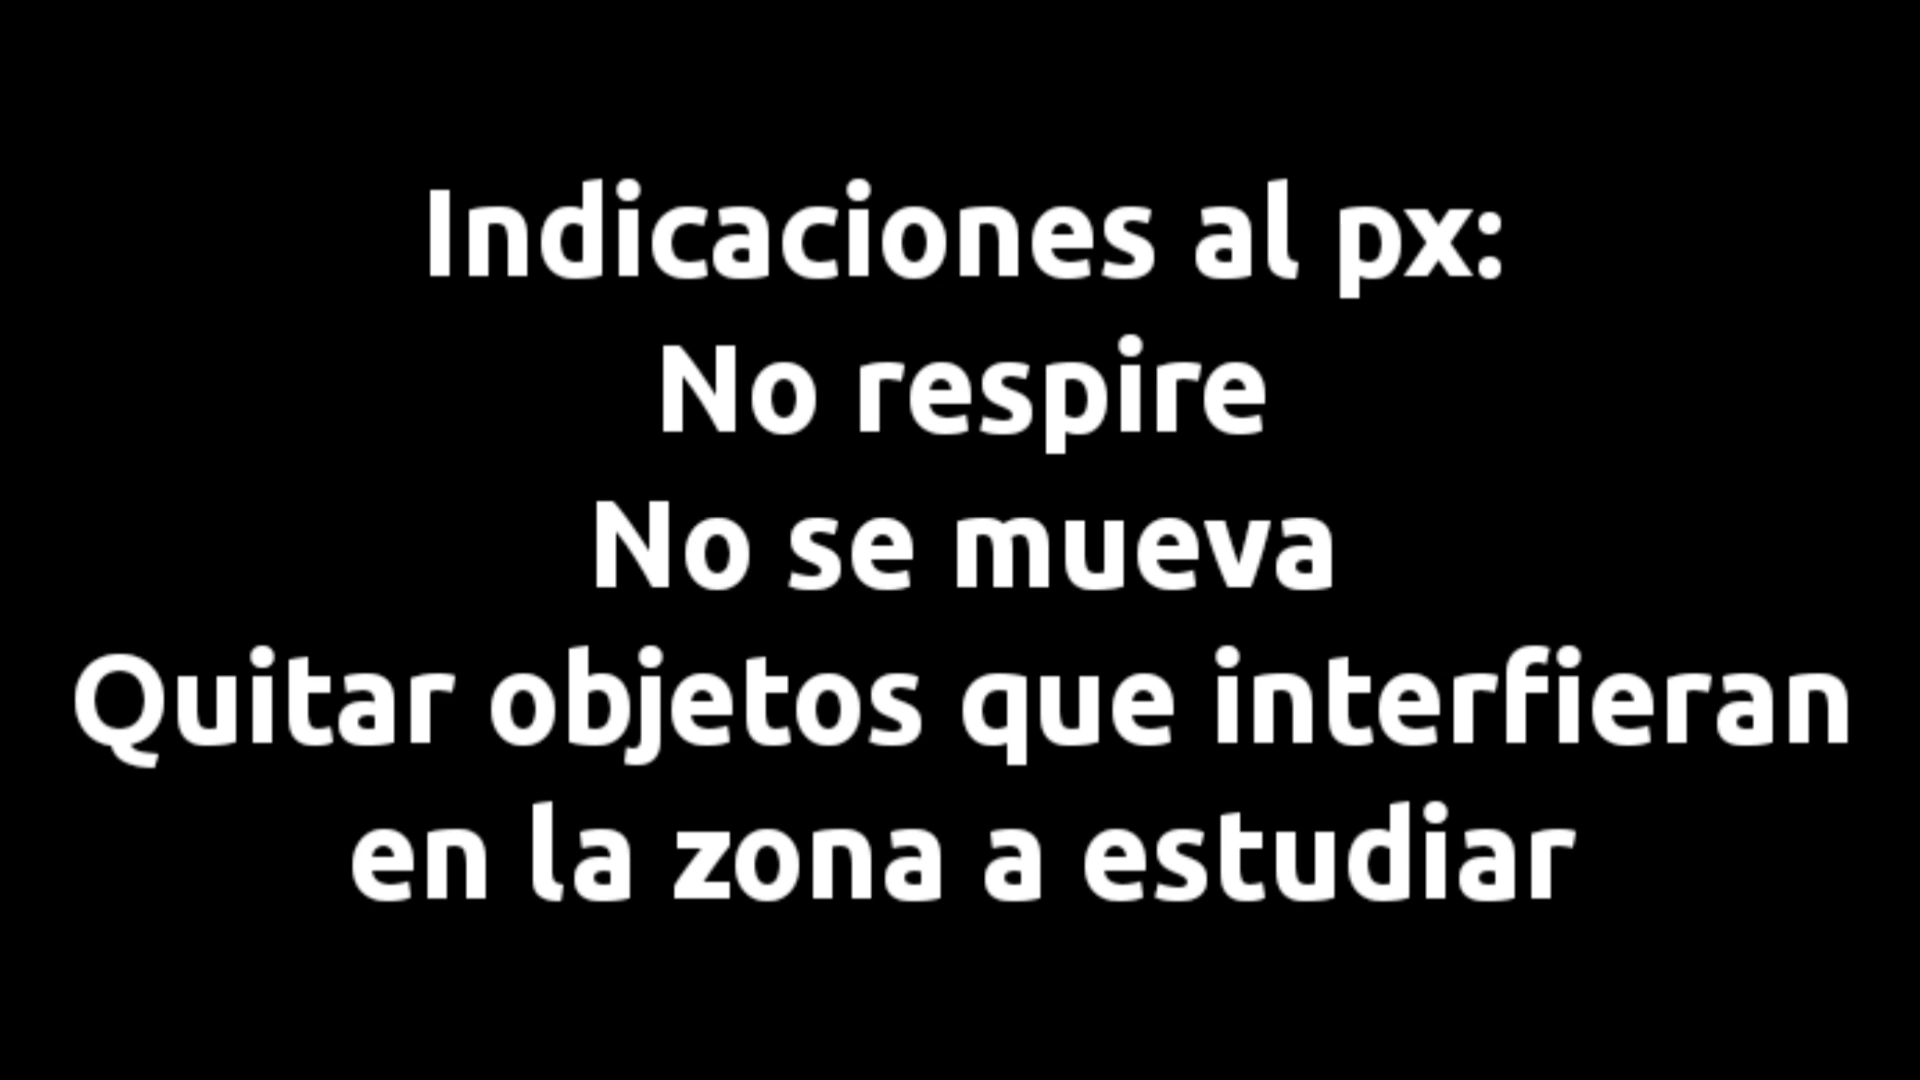 Indicaciones al px:
No respire
No se mueva
Quitar objetos que interfieran
en la zona a estudiar